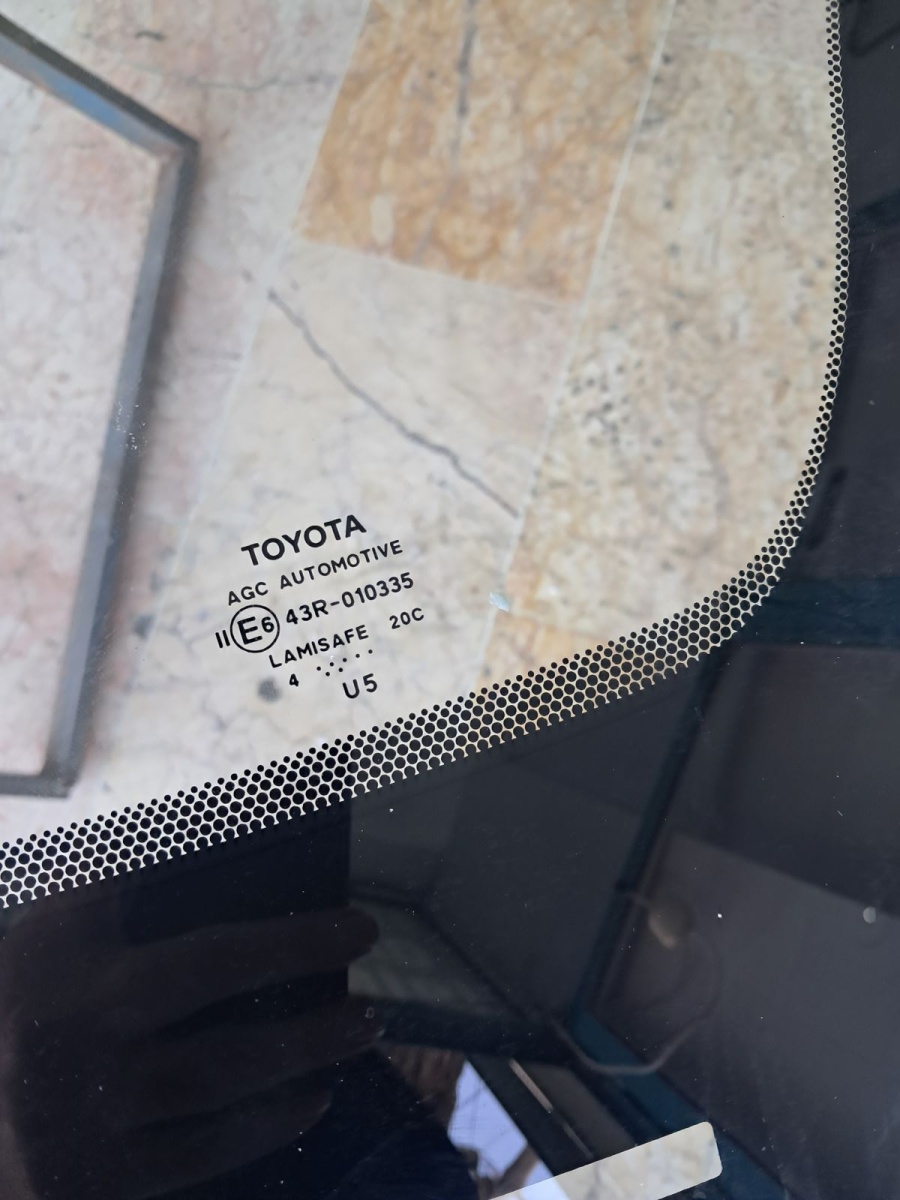 TOYOTA
AGC AUTOMOTIVE
II E6 43R-010335
LAMISAFE 20C
4 ·:·:· ·
U5